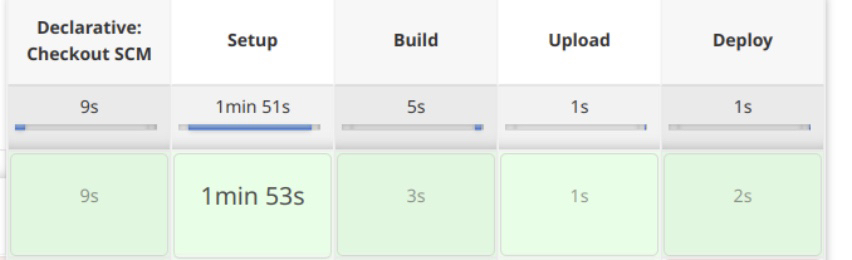 Declarative:
Checkout SCM
Setup
Build
Upload
Deploy
9s
1min 51s
5s
1s
1s
9s
1min 53s
3s
1s
2s